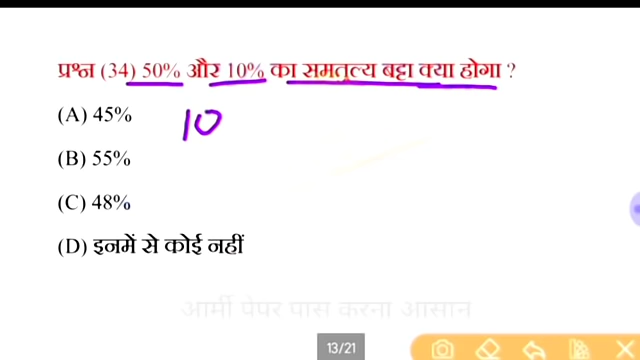 प्रश्न (34) 50% और 10% का समतुल्य बट्टा क्या होगा ?
(A) 45%
10
(B) 55%
(C) 48%
(D) इनमें से कोई नहीं
आर्मी पेपर पास करना आसान
13/21